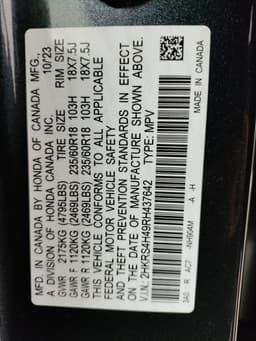 MFD. IN CANADA BY HONDA OF CANADA MFG.,
A DIVISION OF HONDA CANADA INC. 10/23
GVWR 2175KG (4795LBS) TIRE SIZE RIM SIZE
GAWR F 1120KG (2469LBS) 235/60R18 103H 18X7.5J
GAWR R 1120KG (2469LBS) 235/60R18 103H 18X7.5J
THIS VEHICLE CONFORMS TO ALL APPLICABLE
FEDERAL MOTOR VEHICLE SAFETY
AND THEFT PREVENTION STANDARDS IN EFFECT
ON THE DATE OF MANUFACTURE SHOWN ABOVE.
V.I.N.: 2HKRS4H49RH437642 TYPE: MPV
3A0 R AC7 -NH904M -A -H
MADE IN CANADA